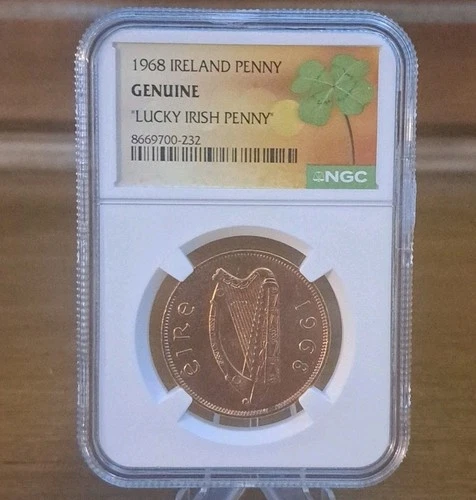 1968 IRELAND PENNY
GENUINE
"LUCKY IRISH PENNY"
8669700-232
NGC
éIRe
1968